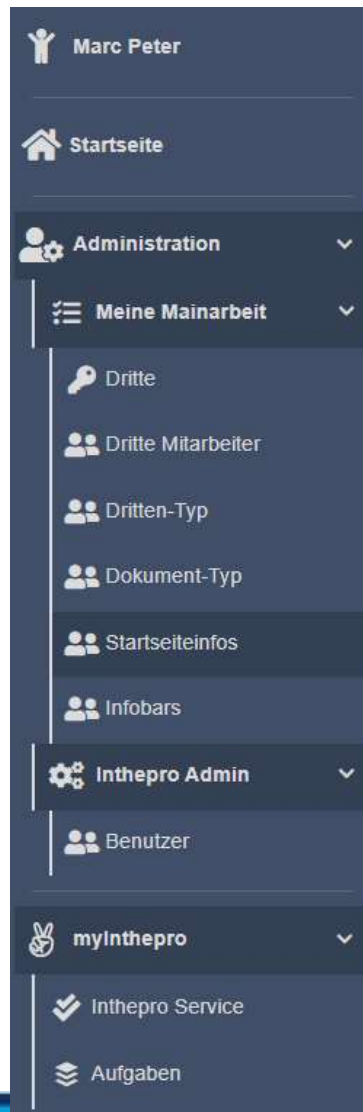 Marc Peter
Startseite
Administration
Meine Mainarbeit
Dritte
Dritte Mitarbeiter
Dritten-Typ
Dokument-Typ
Startseiteinfos
Infobars
Inthepro Admin
Benutzer
myInthepro
Inthepro Service
Aufgaben